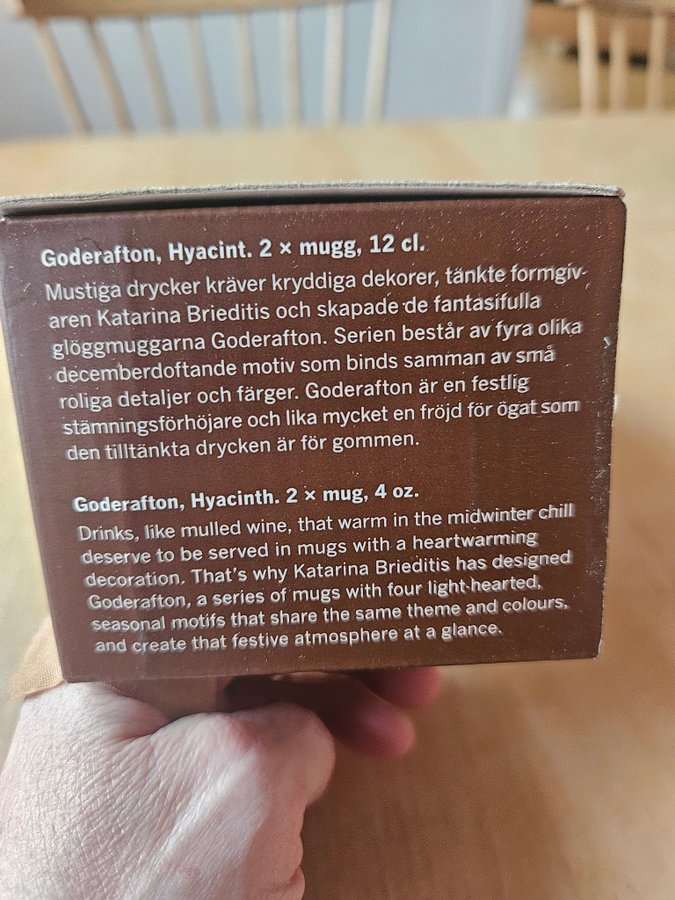 Goderafton, Hyacint. 2 × mugg, 12 cl.
Mustiga drycker kräver kryddiga dekorer, tänkte formgiv-
aren Katarina Brieditis och skapade de fantasifulla
glöggmuggarna Goderafton. Serien består av fyra olika
decemberdoftande motiv som binds samman av små
roliga detaljer och färger. Goderafton är en festlig
stämningsförhöjare och lika mycket en fröjd för ögat som
den tilltänkta drycken är för gommen.
Goderafton, Hyacinth. 2 × mug, 4 oz.
Drinks, like mulled wine, that warm in the midwinter chill
deserve to be served in mugs with a heartwarming
decoration. That's why Katarina Brieditis has designed
Goderafton, a series of mugs with four light-hearted,
seasonal motifs that share the same theme and colours,
and create that festive atmosphere at a glance.